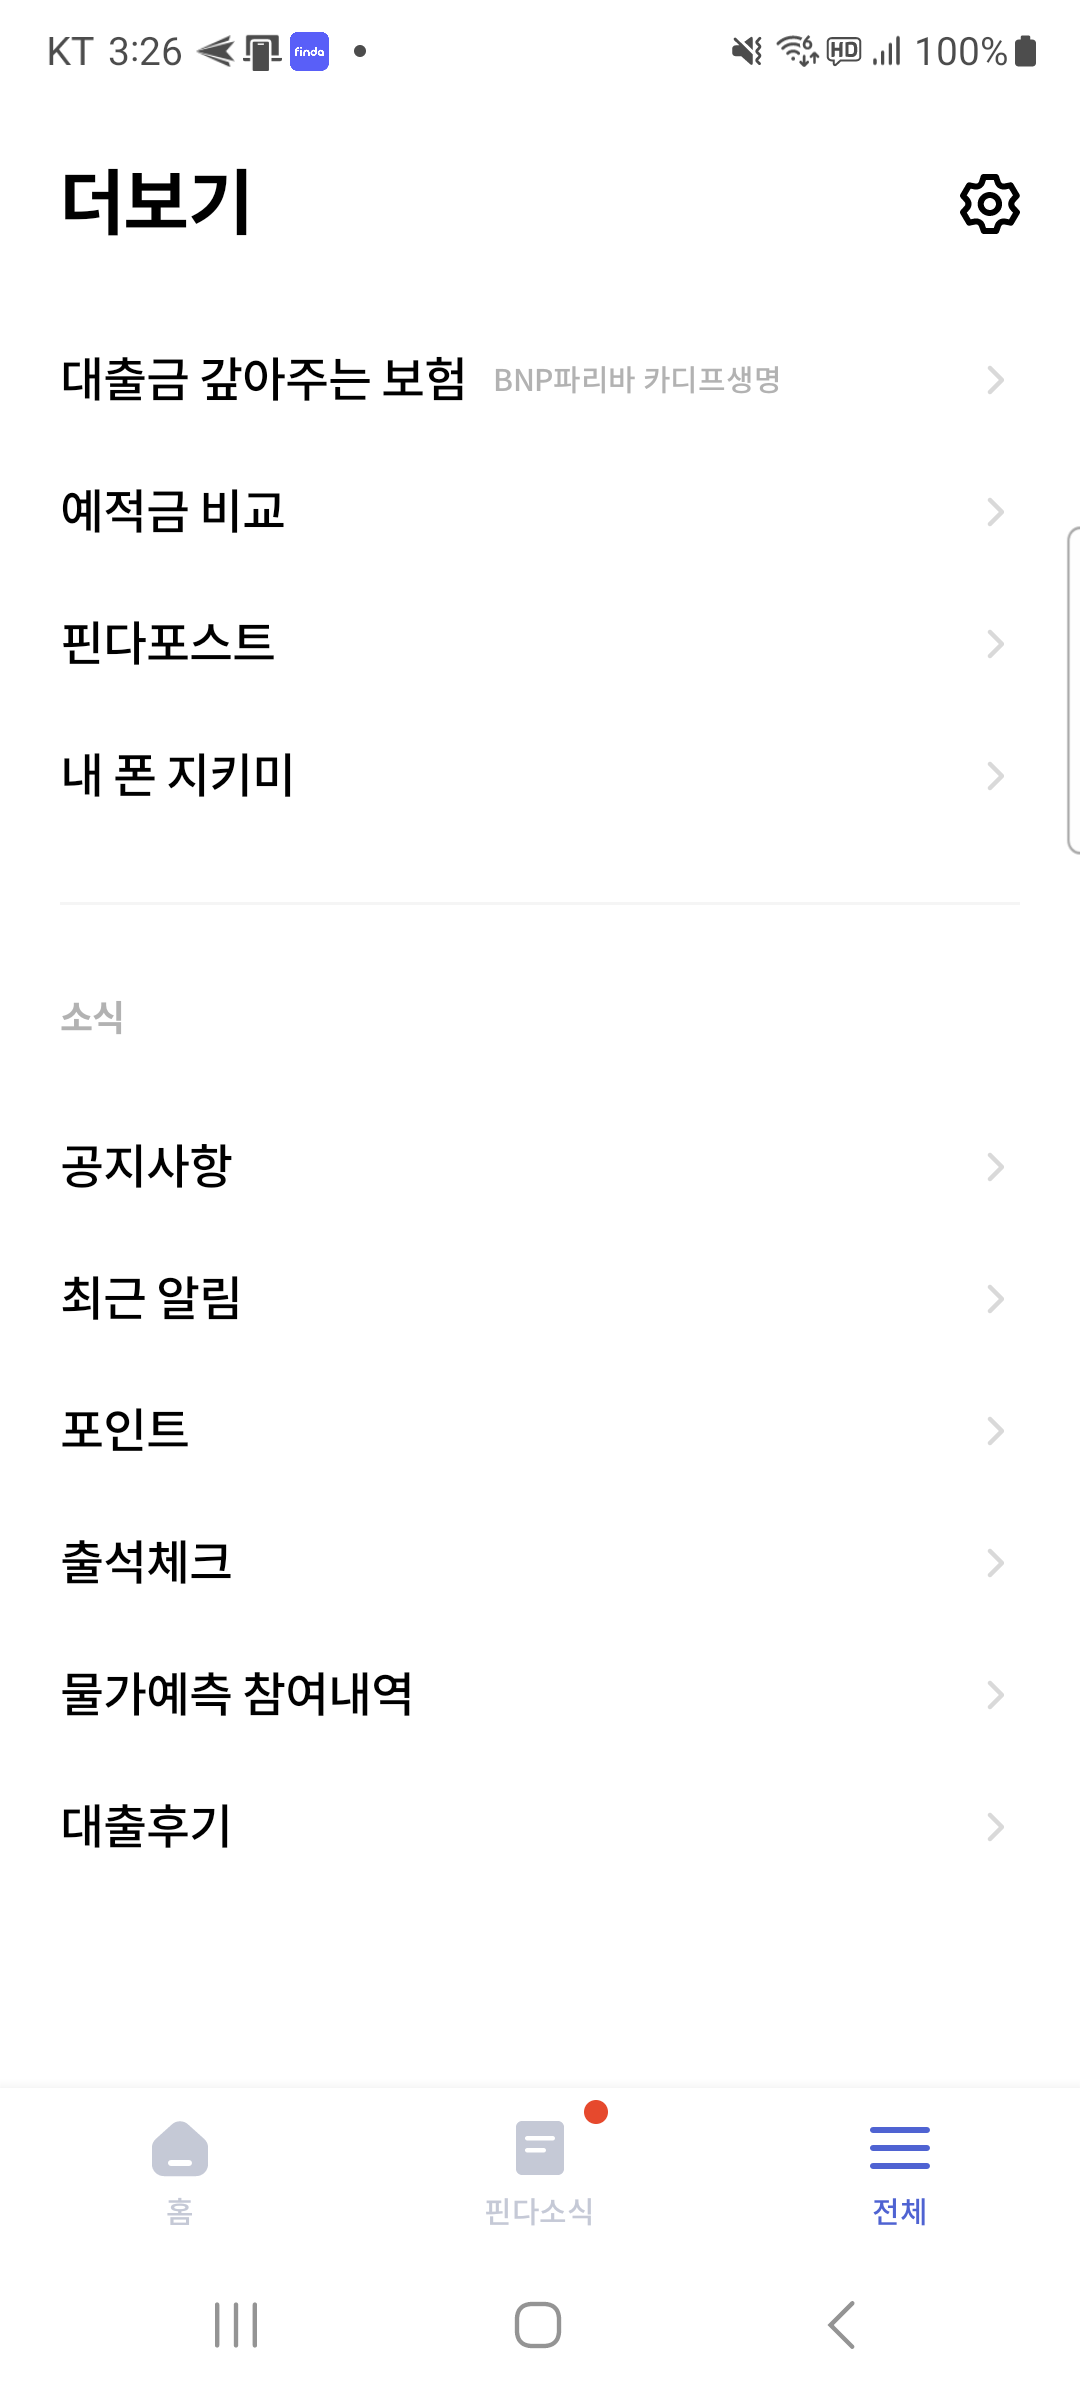 KT 3:26 finda HD 100%
더보기
대출금 갚아주는 보험 BNP파리바 카디프생명
예적금 비교
핀다포스트
내 폰 지키미
소식
공지사항
최근 알림
포인트
출석체크
물가예측 참여내역
대출후기
홈 핀다소식 전체